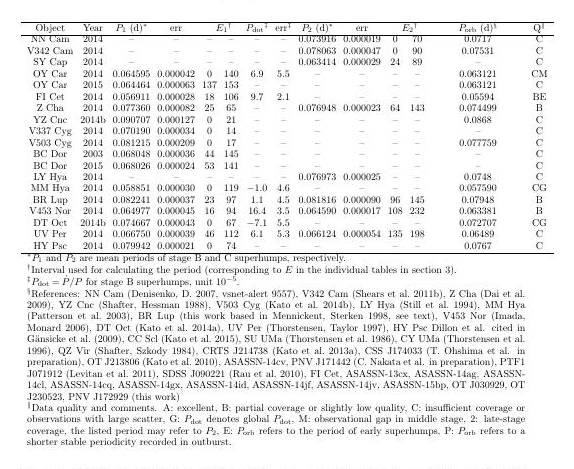 Object Year P1 (d)* err E1† Pdot‡ err‡ P2 (d)* err E2† Porb (d)§ Q‖
NN Cam 2014 – – – – – – 0.073916 0.000019 0 70 0.0717 C
V342 Cam 2014 – – – – – – 0.078063 0.000047 0 90 0.07531 C
SY Cap 2014 – – – – – – 0.063414 0.000029 24 89 – C
OY Car 2014 0.064595 0.000042 0 140 6.9 5.5 – – – – 0.063121 CM
OY Car 2015 0.064464 0.000063 137 153 – – – – – – 0.063121 C
FI Cet 2014 0.056911 0.000028 18 106 9.7 2.1 – – – – 0.05594 BE
Z Cha 2014 0.077360 0.000082 25 65 – – 0.076948 0.000023 64 143 0.074499 B
YZ Cnc 2014b 0.090707 0.000127 0 21 – – – – – – 0.0868 C
V337 Cyg 2014 0.070190 0.000034 0 14 – – – – – – – C
V503 Cyg 2014 0.081215 0.000209 0 17 – – – – – – 0.077759 C
BC Dor 2003 0.068048 0.000036 44 145 – – – – – – – C
BC Dor 2015 0.068026 0.000024 53 141 – – – – – – – C
LY Hya 2014 – – – – – – 0.076973 0.000025 – – 0.0748 C
MM Hya 2014 0.058851 0.000030 0 119 −1.0 4.6 – – – – 0.057590 CG
BR Lup 2014 0.082241 0.000037 23 97 1.1 4.5 0.081816 0.000090 96 145 0.07948 B
V453 Nor 2014 0.064977 0.000045 16 94 16.4 3.5 0.064590 0.000017 108 232 0.063381 B
DT Oct 2014b 0.074667 0.000043 0 67 −7.1 5.5 – – – – 0.072707 CG
UV Per 2014 0.066750 0.000039 46 112 6.1 5.3 0.066124 0.000054 135 198 0.06489 C
HY Psc 2014 0.079942 0.000021 0 74 – – – – – – 0.0767 C
*P1 and P2 are mean periods of stage B and C superhumps, respectively.
†Interval used for calculating the period (corresponding to E in the individual tables in section 3).
‡Pdot = Ṗ/P for stage B superhumps, unit 10−5.
§References: NN Cam (Denisenko, D. 2007, vsnet-alert 9557), V342 Cam (Shears et al. 2011b), Z Cha (Dai et al.
2009), YZ Cnc (Shafter, Hessman 1988), V503 Cyg (Kato et al. 2014b), LY Hya (Still et al. 1994), MM Hya
(Patterson et al. 2003), BR Lup (this work based in Mennickent, Sterken 1998, see text), V453 Nor (Imada,
Monard 2006), DT Oct (Kato et al. 2014a), UV Per (Thorstensen, Taylor 1997), HY Psc Dillon et al. cited in
Gänsicke et al. (2009), CC Scl (Kato et al. 2015), SU UMa (Thorstensen et al. 1986), CY UMa (Thorstensen et al.
1996), QZ Vir (Shafter, Szkody 1984), CRTS J214738 (Kato et al. 2013a), CSS J174033 (T. Ohshima et al. in
preparation), OT J213806 (Kato et al. 2010), ASASSN-14cv, PNV J171442 (C. Nakata et al. in preparation), PTF1
J071912 (Levitan et al. 2011), SDSS J090221 (Rau et al. 2010), FI Cet, ASASSN-13cx, ASASSN-14ag, ASASSN-
14cl, ASASSN-14cq, ASASSN-14gx, ASASSN-14id, ASASSN-14jf, ASASSN-14jv, ASASSN-15bp, OT J030929, OT
J230523, PNV J172929 (this work)
‖Data quality and comments. A: excellent, B: partial coverage or slightly low quality, C: insufficient coverage or
observations with large scatter, G: Pdot denotes global Pdot, M: observational gap in middle stage, 2: late-stage
coverage, the listed period may refer to P2, E: Porb refers to the period of early superhumps, P: Porb refers to a
shorter stable periodicity recorded in outburst.